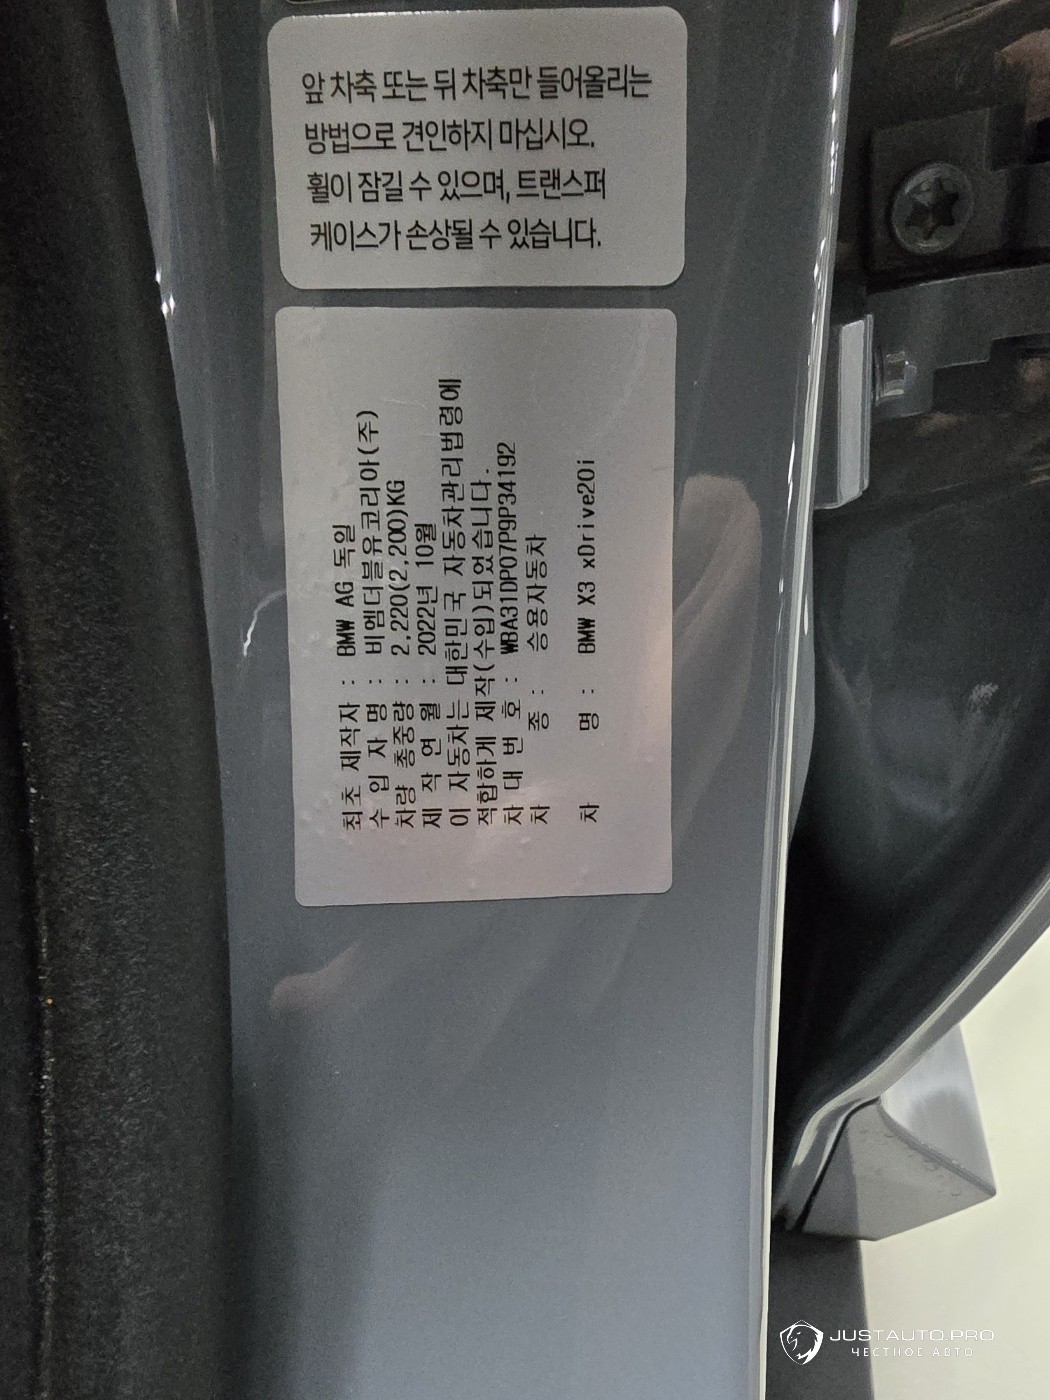 앞 차축 또는 뒤 차축만 들어올리는
방법으로 견인하지 마십시오.
휠이 잠길 수 있으며, 트랜스퍼
케이스가 손상될 수 있습니다.
최초 제작자 : BMW AG 독일
수 입 자 명 : 비엠더블유코리아(주)
차량 총중량 : 2,220(2,200)KG
제 작 연 월 : 2022년 10월
이 자동차는 대한민국 자동차관리법령에
적합하게 제작(수입)되었습니다.
차 대 번 호 : WBA31DP07P9P34192
차 종 : 승용자동차
차 명 : BMW X3 xDrive20i
JUSTAUTO.PRO
ЧЕСТНОЕ АВТО